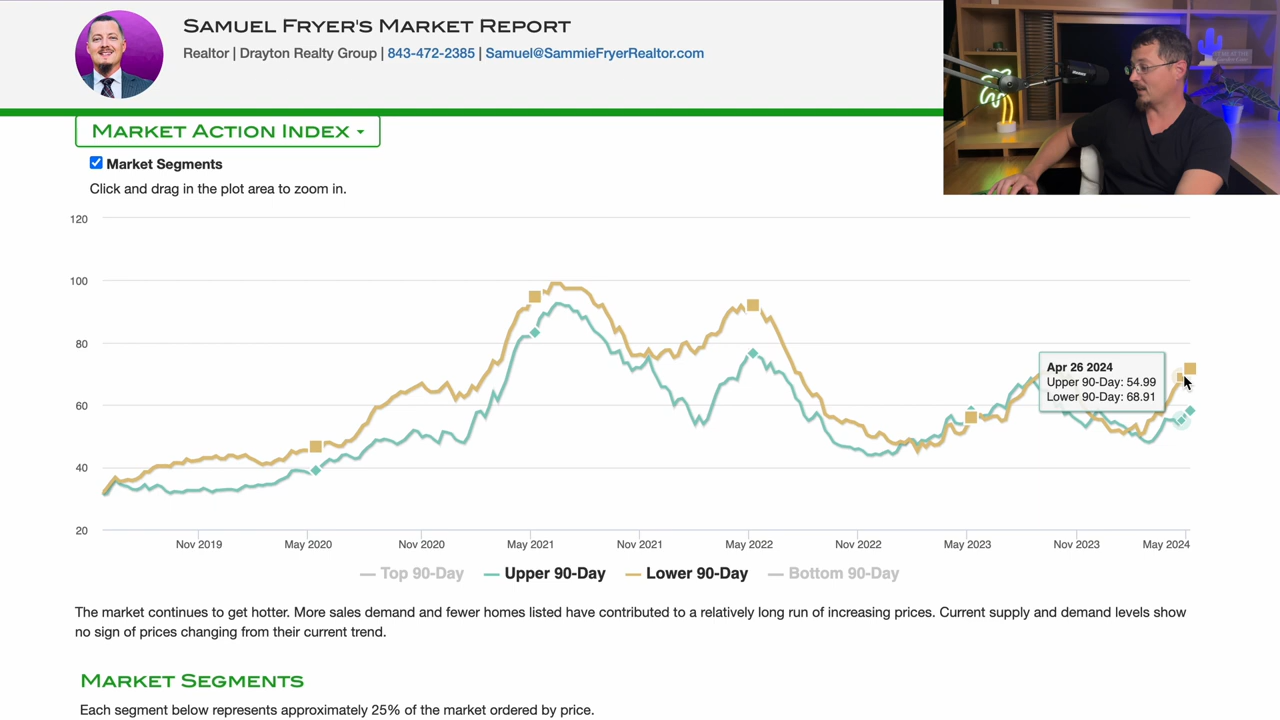 SAMUEL FRYER'S MARKET REPORT
Realtor | Drayton Realty Group | 843-472-2385 | Samuel@SammieFryerRealtor.com
MARKET ACTION INDEX
Market Segments
Click and drag in the plot area to zoom in.
120
100
80
60
40
20
Apr 26 2024
Upper 90-Day: 54.99
Lower 90-Day: 68.91
Nov 2019
May 2020
Nov 2020
May 2021
Nov 2021
May 2022
Nov 2022
May 2023
Nov 2023
May 2024
Top 90-Day
Upper 90-Day
Lower 90-Day
Bottom 90-Day
The market continues to get hotter. More sales demand and fewer homes listed have contributed to a relatively long run of increasing prices. Current supply and demand levels show
no sign of prices changing from their current trend.
MARKET SEGMENTS
Each segment below represents approximately 25% of the market ordered by price.